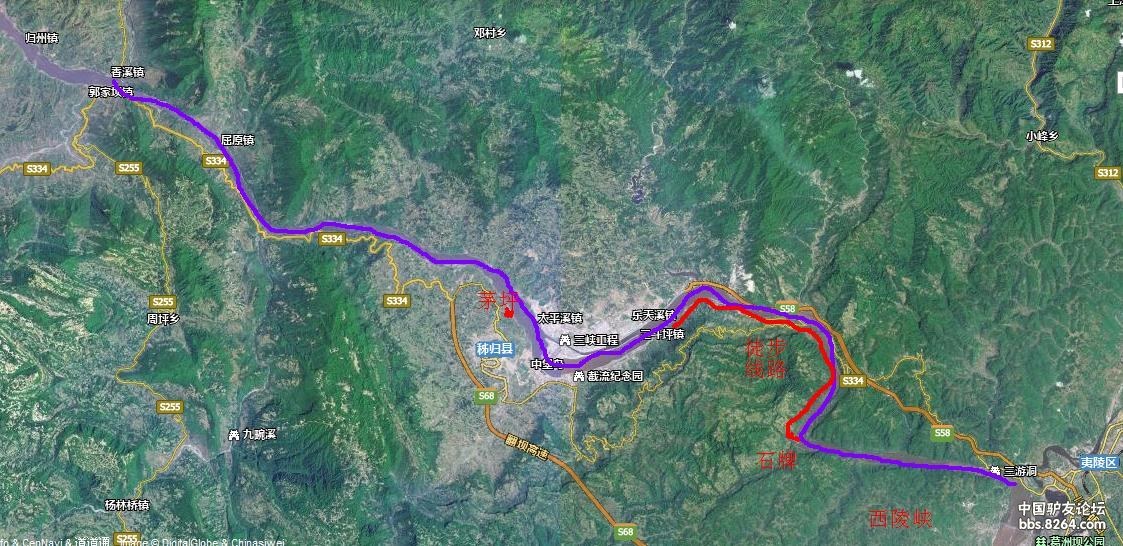 归州镇
邓村乡
S312
香溪镇
郭家坝镇
屈原镇
小峰乡
S334
S334
S255
S312
S334
S255
S334
周坪乡
茅坪
太平溪镇
乐天溪镇
S58
三斗坪镇
三峡工程
秭归县
中堡岛
截流纪念园
徒步
线路
S334
S68
S255
九畹溪
翻坝高速
S58
石牌
三游洞
夷陵区
杨林桥镇
西陵峡
中国驴友论坛
bbs.8264.com
S68
S255
nfo & CenNavi & 道道通, Image © DigitalGlobe & Chinasiwei
葛洲坝公园